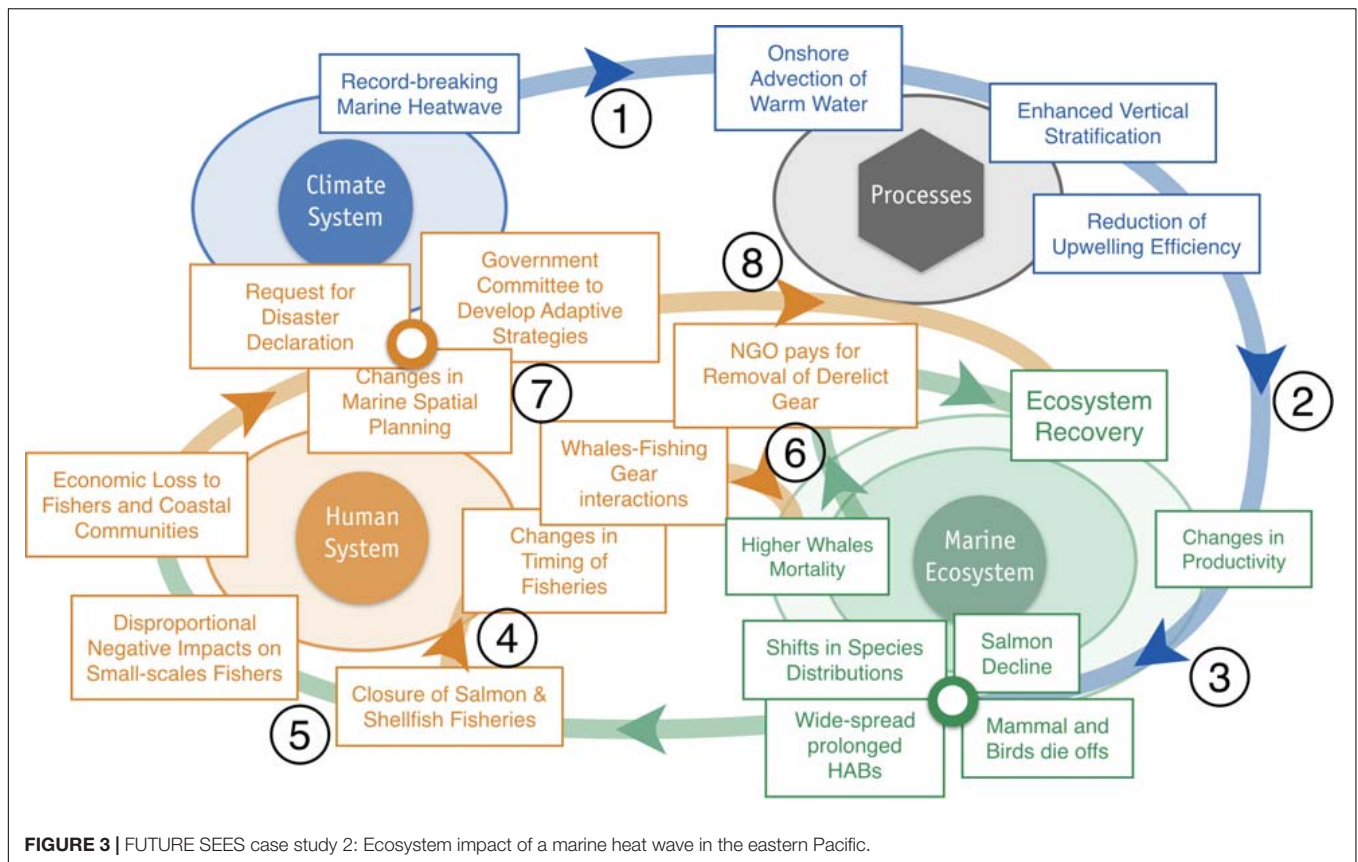 Record-breaking
Marine Heatwave
1
Onshore
Advection of
Warm Water
Enhanced Vertical
Stratification
Climate
System
Processes
Reduction of
Upwelling Efficiency
Request for
Disaster
Declaration
Government
Committee to
Develop Adaptive
Strategies
8
NGO pays for
Removal of Derelict
Gear
2
Changes in
Marine Spatial
Planning
7
Ecosystem
Recovery
Economic Loss to
Fishers and Coastal
Communities
Human
System
Whales-Fishing
Gear
interactions
6
Changes in
Timing of
Fisheries
Higher Whales
Mortality
Marine
Ecosystem
Changes in
Productivity
Disproportional
Negative Impacts on
Small-scales Fishers
4
Shifts in Species
Distributions
Salmon
Decline
3
5
Closure of Salmon &
Shellfish Fisheries
Wide-spread
prolonged
HABs
Mammal and
Birds die offs
FIGURE 3 | FUTURE SEES case study 2: Ecosystem impact of a marine heat wave in the eastern Pacific.